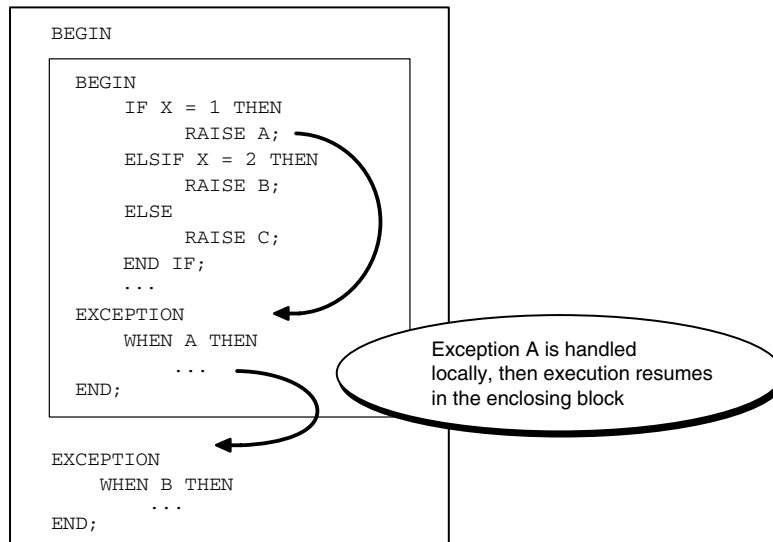 BEGIN
BEGIN
IF X = 1 THEN
RAISE A;
ELSIF X = 2 THEN
RAISE B;
ELSE
RAISE C;
END IF;
...
EXCEPTION
WHEN A THEN
...
END;
Exception A is handled
locally, then execution resumes
in the enclosing block
EXCEPTION
WHEN B THEN
...
END;